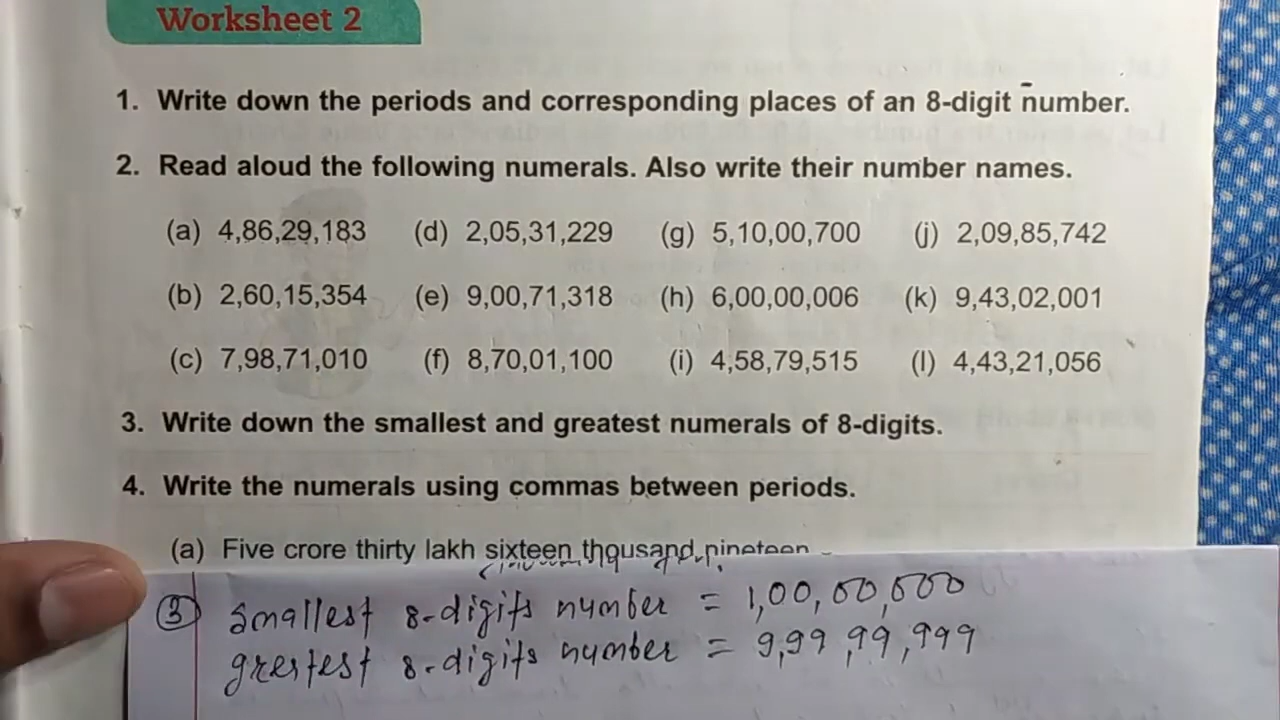 Worksheet 2
1. Write down the periods and corresponding places of an 8-digit number.
2. Read aloud the following numerals. Also write their number names.
(a) 4,86,29,183 (d) 2,05,31,229 (g) 5,10,00,700 (j) 2,09,85,742
(b) 2,60,15,354 (e) 9,00,71,318 (h) 6,00,00,006 (k) 9,43,02,001
(c) 7,98,71,010 (f) 8,70,01,100 (i) 4,58,79,515 (l) 4,43,21,056
3. Write down the smallest and greatest numerals of 8-digits.
4. Write the numerals using commas between periods.
(a) Five crore thirty lakh sixteen thousand nineteen
③ Smallest 8-digits number = 1,00,00,000
grestest 8-digits number = 9,99,99,999